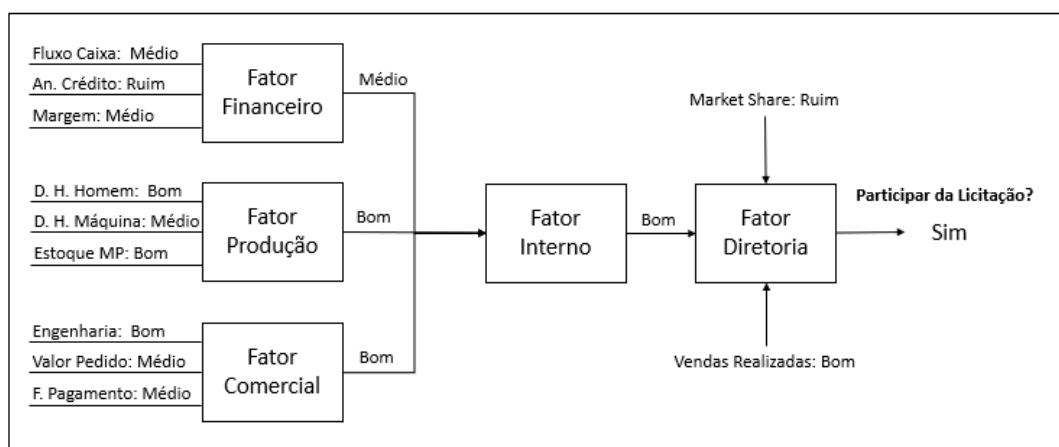 Fluxo Caixa: Médio
An. Crédito: Ruim
Margem: Médio
Fator
Financeiro
Médio
D. H. Homem: Bom
D. H. Máquina: Médio
Estoque MP: Bom
Fator
Produção
Bom
Engenharia: Bom
Valor Pedido: Médio
F. Pagamento: Médio
Fator
Comercial
Bom
Fator
Interno
Bom
Market Share: Ruim
Fator
Diretoria
Vendas Realizadas: Bom
Participar da Licitação?
Sim